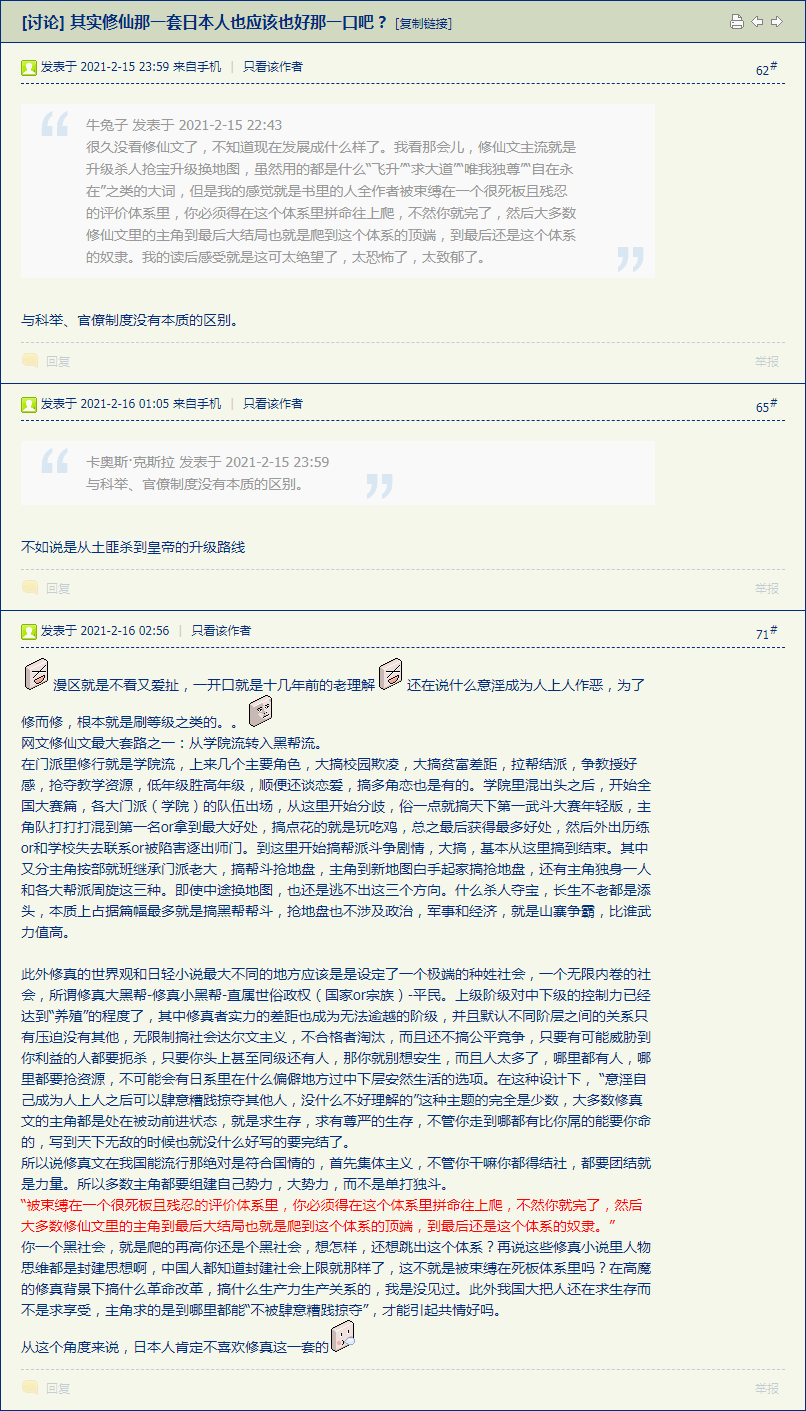 [讨论] 其实修仙那一套日本人也应该也好那一口吧？ [复制链接]
发表于 2021-2-15 23:59 来自手机 | 只看该作者
62#
牛兔子 发表于 2021-2-15 22:43
很久没看修仙文了，不知道现在发展成什么样了。我看那会儿，修仙文主流就是
升级杀人抢宝升级换地图，虽然用的都是什么“飞升”“求大道”“唯我独尊”“自在永
在”之类的大词，但是我的感觉就是书里的人全作者被束缚在一个很死板且残忍
的评价体系里，你必须得在这个体系里拼命往上爬，不然你就完了，然后大多数
修仙文里的主角到最后大结局也就是爬到这个体系的顶端，到最后还是这个体系
的奴隶。我的读后感受就是这可太绝望了，太恐怖了，太致郁了。
与科举、官僚制度没有本质的区别。
回复
举报
发表于 2021-2-16 01:05 来自手机 | 只看该作者
65#
卡奥斯·克斯拉 发表于 2021-2-15 23:59
与科举、官僚制度没有本质的区别。
不如说是从土匪杀到皇帝的升级路线
回复
举报
发表于 2021-2-16 02:56 | 只看该作者
71#
漫区就是不看又爱扯，一开口就是十几年前的老理解 还在说什么意淫成为人上人作恶，为了
修而修，根本就是刷等级之类的。。
网文修仙文最大套路之一：从学院流转入黑帮流。
在门派里修行就是学院流，上来几个主要角色，大搞校园欺凌，大搞贫富差距，拉帮结派，争教授好
感，抢夺教学资源，低年级胜高年级，顺便还谈恋爱，搞多角恋也是有的。学院里混出头之后，开始全
国大赛篇，各大门派（学院）的队伍出场，从这里开始分歧，俗一点就搞天下第一武斗大赛年轻版，主
角队打打打混到第一名or拿到最大好处，搞点花的就是玩吃鸡，总之最后获得最多好处，然后外出历练
or和学校失去联系or被陷害逐出师门。到这里开始搞帮派斗争剧情，大搞，基本从这里搞到结束。其中
又分主角按部就班继承门派老大，搞帮斗抢地盘，主角到新地图白手起家搞抢地盘，还有主角独身一人
和各大帮派周旋这三种。即使中途换地图，也还是逃不出这三个方向。什么杀人夺宝，长生不老都是添
头，本质上占据篇幅最多就是搞黑帮帮斗，抢地盘也不涉及政治，军事和经济，就是山寨争霸，比谁武
力值高。
此外修真的世界观和日轻小说最大不同的地方应该是是设定了一个极端的种姓社会，一个无限内卷的社
会，所谓修真大黑帮-修真小黑帮-直属世俗政权（国家or宗族）-平民。上级阶级对中下级的控制力已经
达到“养殖”的程度了，其中修真者实力的差距也成为无法逾越的阶级，并且默认不同阶层之间的关系只
有压迫没有其他，无限制搞社会达尔文主义，不合格者淘汰，而且还不搞公平竞争，只要有可能威胁到
你利益的人都要扼杀，只要你头上甚至同级还有人，那你就别想安生，而且人太多了，哪里都有人，哪
里都要抢资源，不可能会有日系里在什么偏僻地方过中下层安然生活的选项。在这种设计下， “意淫自
己成为人上人之后可以肆意糟践掠夺其他人，没什么不好理解的”这种主题的完全是少数，大多数修真
文的主角都是处在被动前进状态，就是求生存，求有尊严的生存，不管你走到哪都有比你屌的能要你命
的，写到天下无敌的时候也就没什么好写的要完结了。
所以说修真文在我国能流行那绝对是符合国情的，首先集体主义，不管你干嘛你都得结社，都要团结就
是力量。所以多数主角都要组建自己势力，大势力，而不是单打独斗。
“被束缚在一个很死板且残忍的评价体系里，你必须得在这个体系里拼命往上爬，不然你就完了，然后
大多数修仙文里的主角到最后大结局也就是爬到这个体系的顶端，到最后还是这个体系的奴隶。”
你一个黑社会，就是爬的再高你还是个黑社会，想怎样，还想跳出这个体系？再说这些修真小说里人物
思维都是封建思想啊，中国人都知道封建社会上限就那样了，这不就是被束缚在死板体系里吗？在高魔
的修真背景下搞什么革命改革，搞什么生产力生产关系的，我是没见过。此外我国大把人还在求生存而
不是求享受，主角求的是到哪里都能“不被肆意糟践掠夺”，才能引起共情好吗。
从这个角度来说，日本人肯定不喜欢修真这一套的
回复
举报